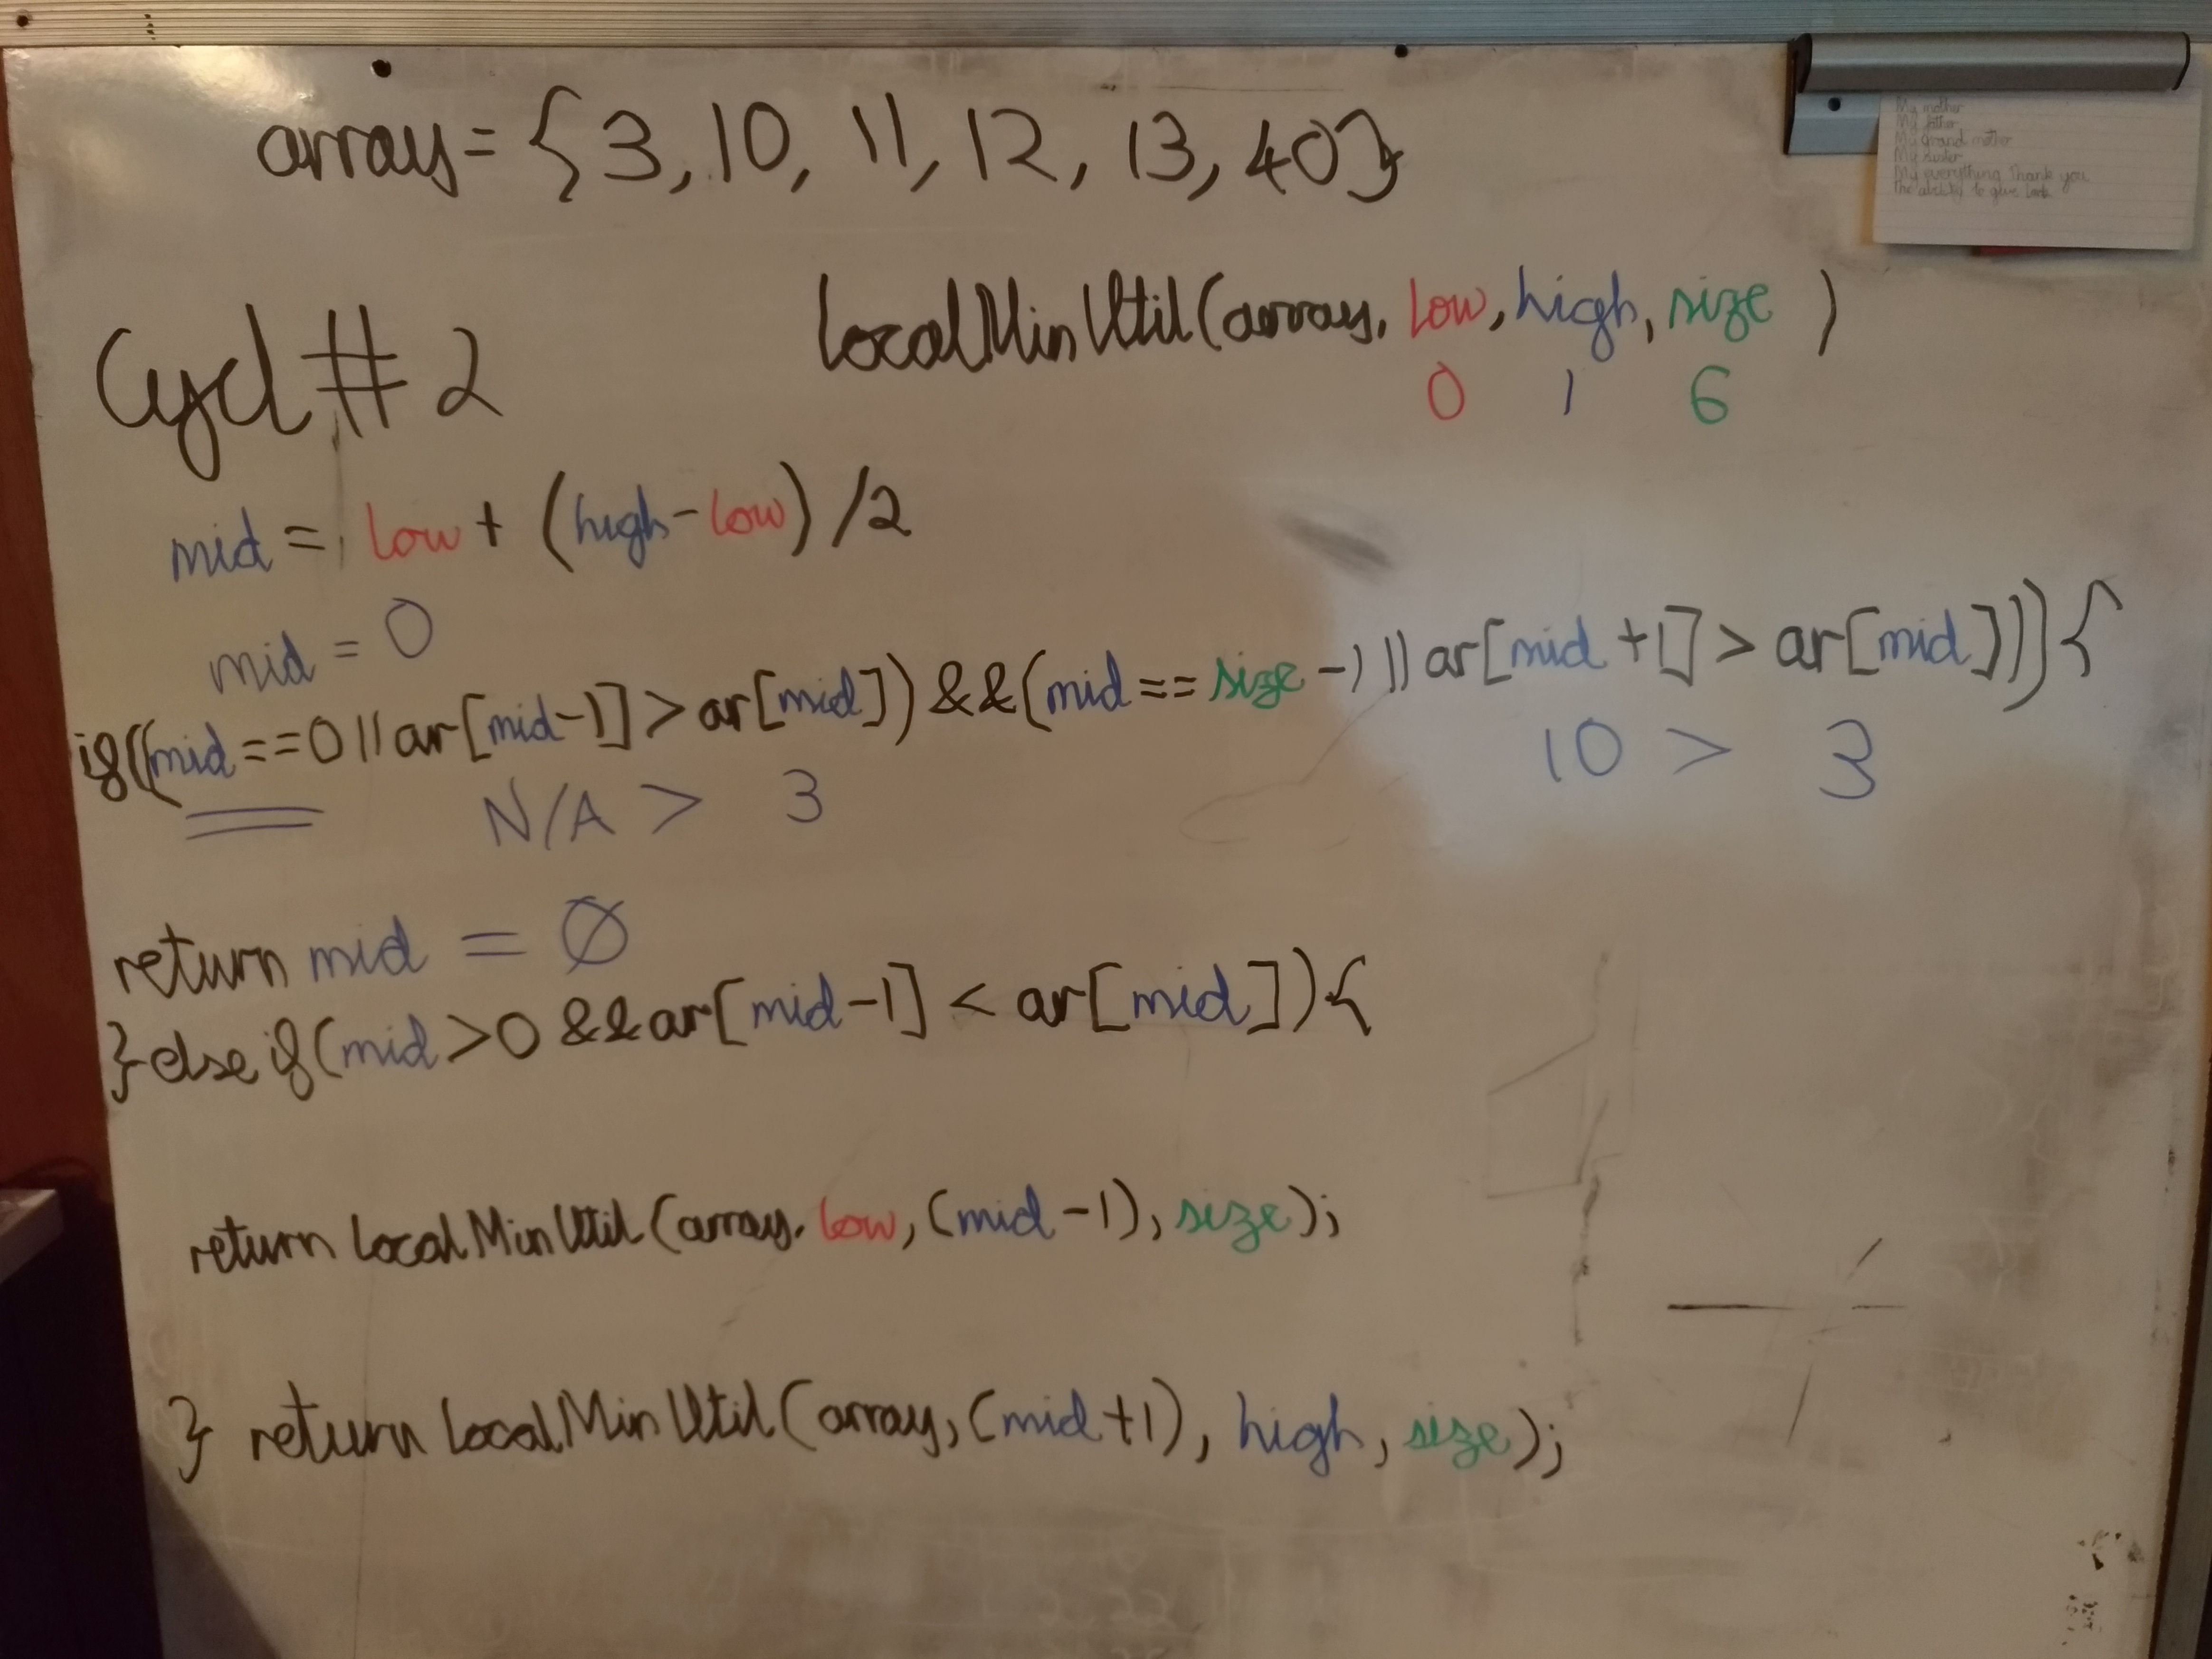 array = {3, 10, 11, 12, 13, 40}
My mother
My father
My grand mother
My sister
My everything Thank you
The ability to give
LocalMinUtil(array, low, high, size )
0 1 6
Cycl # 2
mid = low + (high - low) /2
mid = 0
if((mid ==0 || ar[mid-1] > ar[mid]) && (mid == size -1 || ar[mid +1] > ar[mid])){
N/A > 3 10 > 3
return mid = 0
} else if(mid >0 && ar[mid-1] < ar[mid]){
return LocalMinUtil(array, low, (mid-1), size);
} return LocalMinUtil(array, (mid+1), high, size);